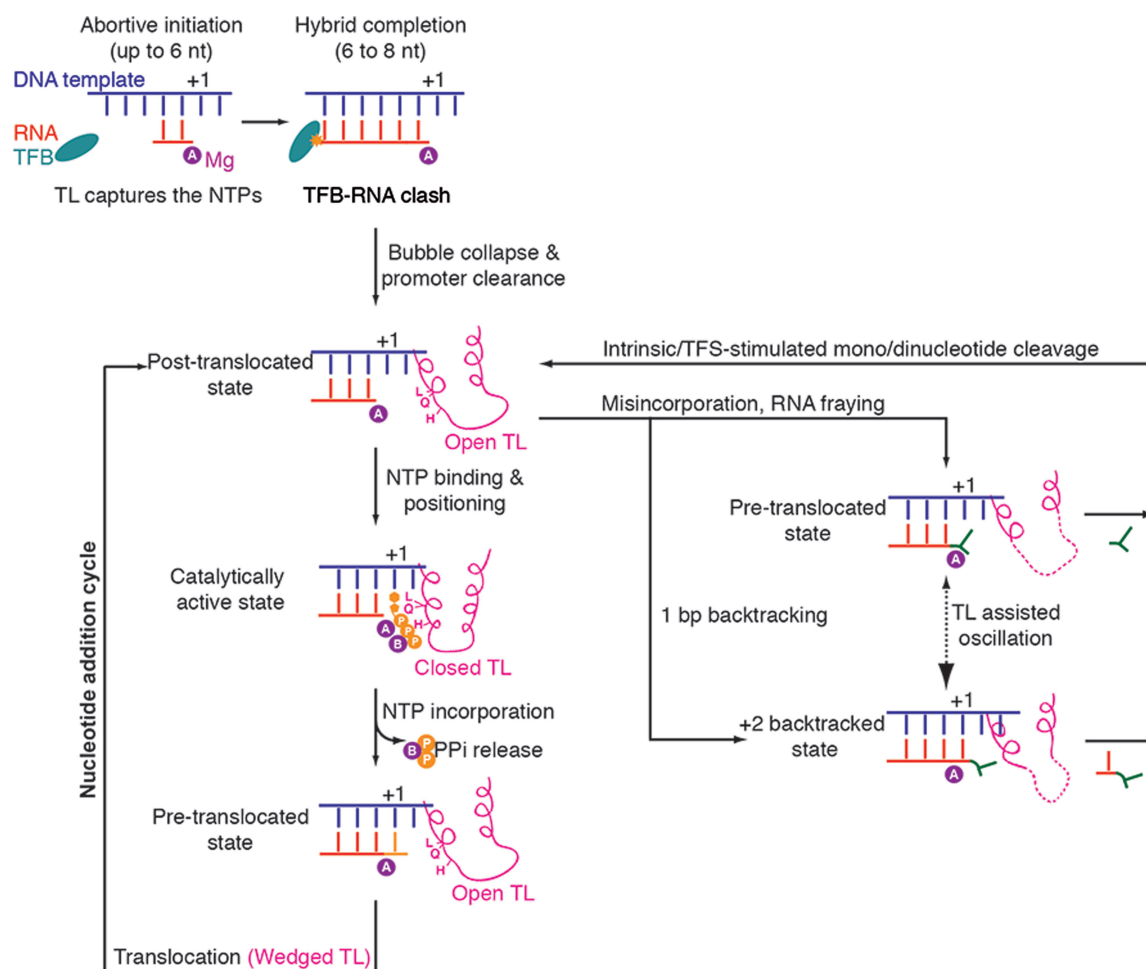 Abortive initiation
(up to 6 nt)
Hybrid completion
(6 to 8 nt)
DNA template
+1
+1
RNA
TFB
A
Mg
A
TL captures the NTPs
TFB-RNA clash
Bubble collapse &
promoter clearance
Post-translocated
state
+1
A
L
Q
H
Open TL
Intrinsic/TFS-stimulated mono/dinucleotide cleavage
Misincorporation, RNA fraying
NTP binding &
positioning
Pre-translocated
state
+1
A
Catalytically
active state
+1
L
Q
H
A
B
P
P
P
Closed TL
1 bp backtracking
TL assisted
oscillation
NTP incorporation
B
P
P
PPi release
+2 backtracked
state
+1
A
Pre-translocated
state
+1
A
L
Q
H
Open TL
Nucleotide addition cycle
Translocation (Wedged TL)